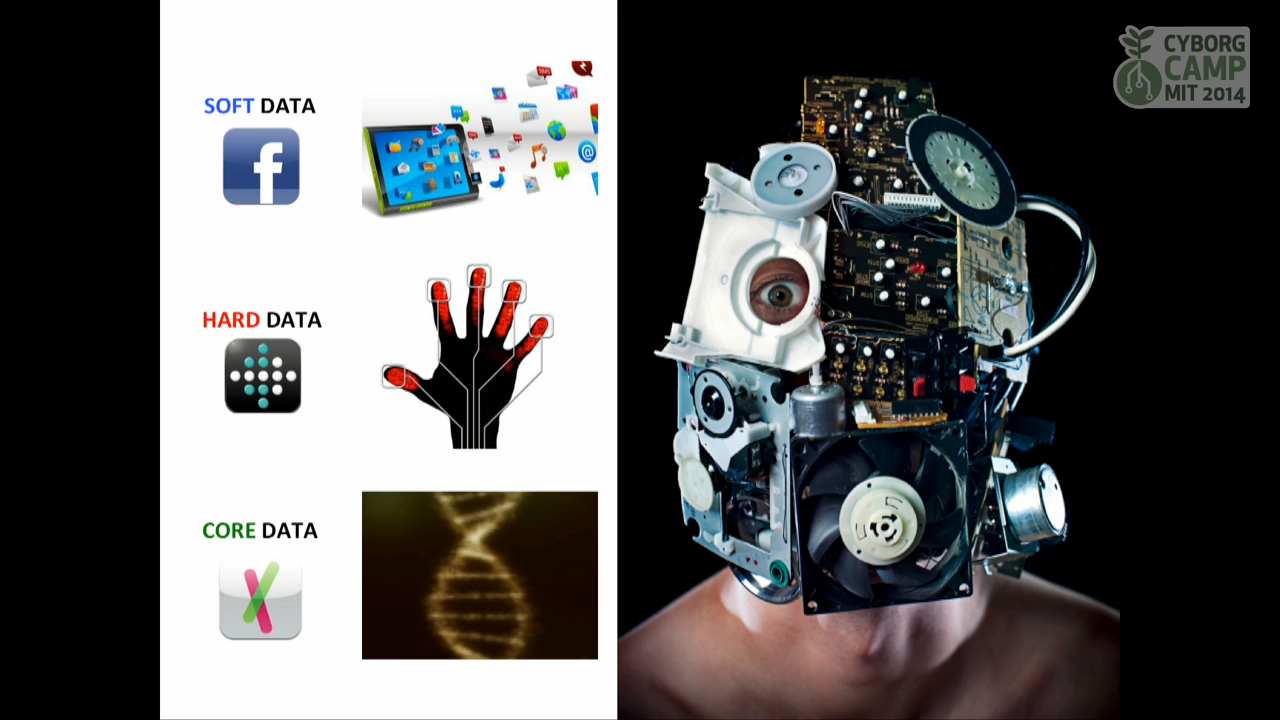 SOFT DATA
f
HARD DATA
CORE DATA
CYBORG
CAMP
MIT 2014